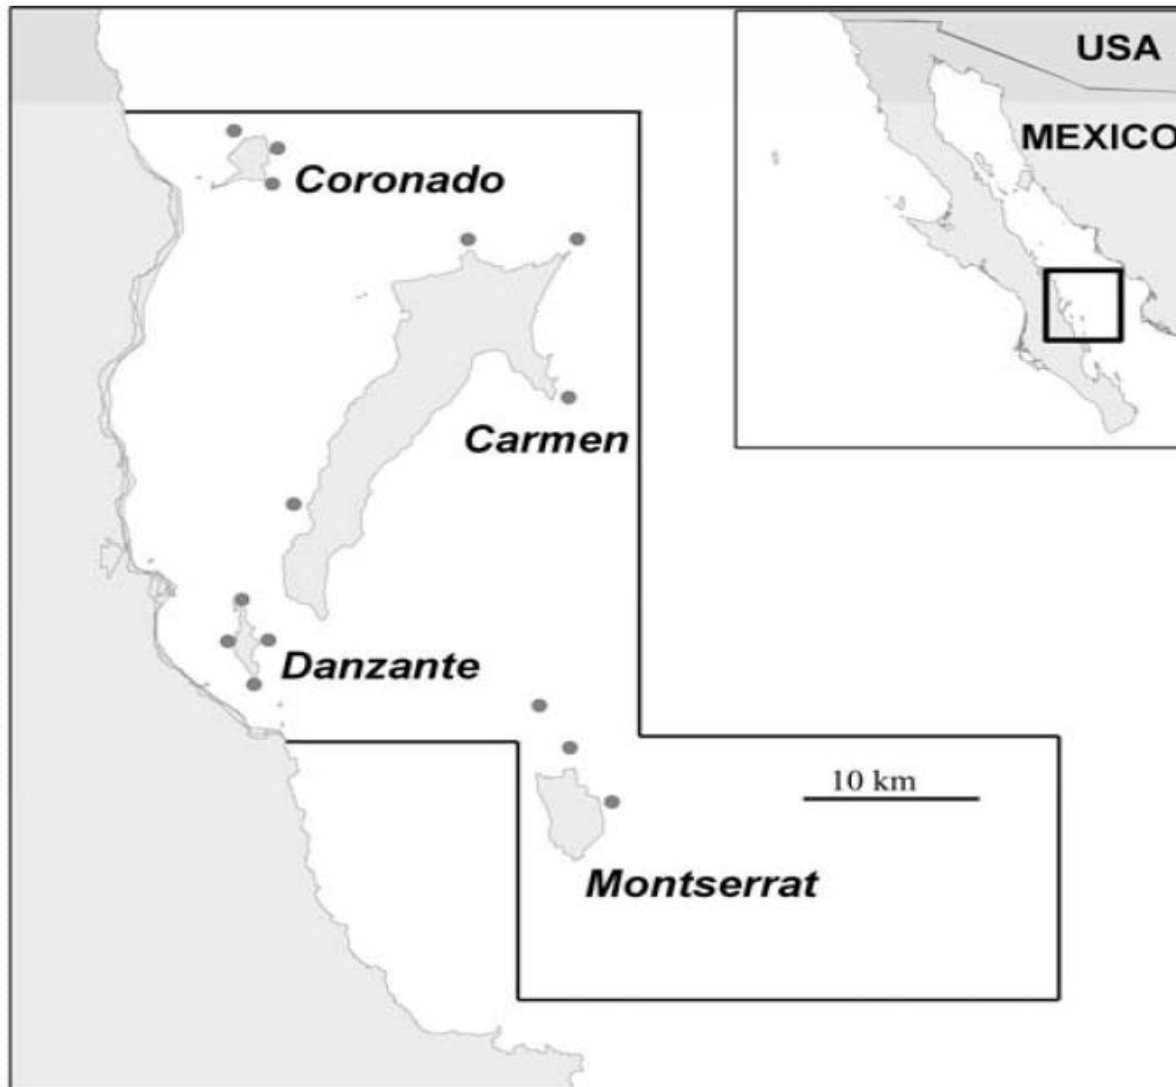 USA
MEXICO
Coronado
Carmen
Danzante
10 km
Montserrat